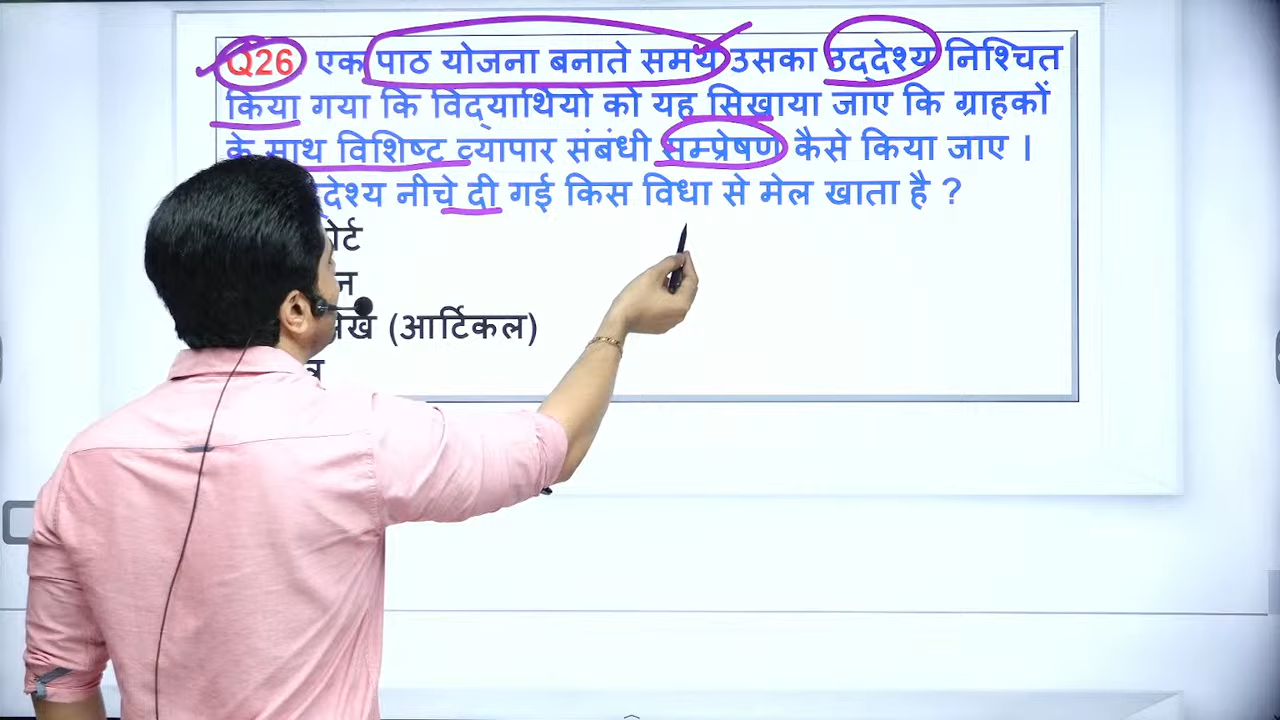 Q26 एक पाठ योजना बनाते समय उसका उद्देश्य निश्चित
किया गया कि विद्यार्थियों को यह सिखाया जाए कि ग्राहकों
के साथ विशिष्ट व्यापार संबंधी सम्प्रेषण कैसे किया जाए ।
नीचे दी गई किस विधा से मेल खाता है ?
(आर्टिकल)